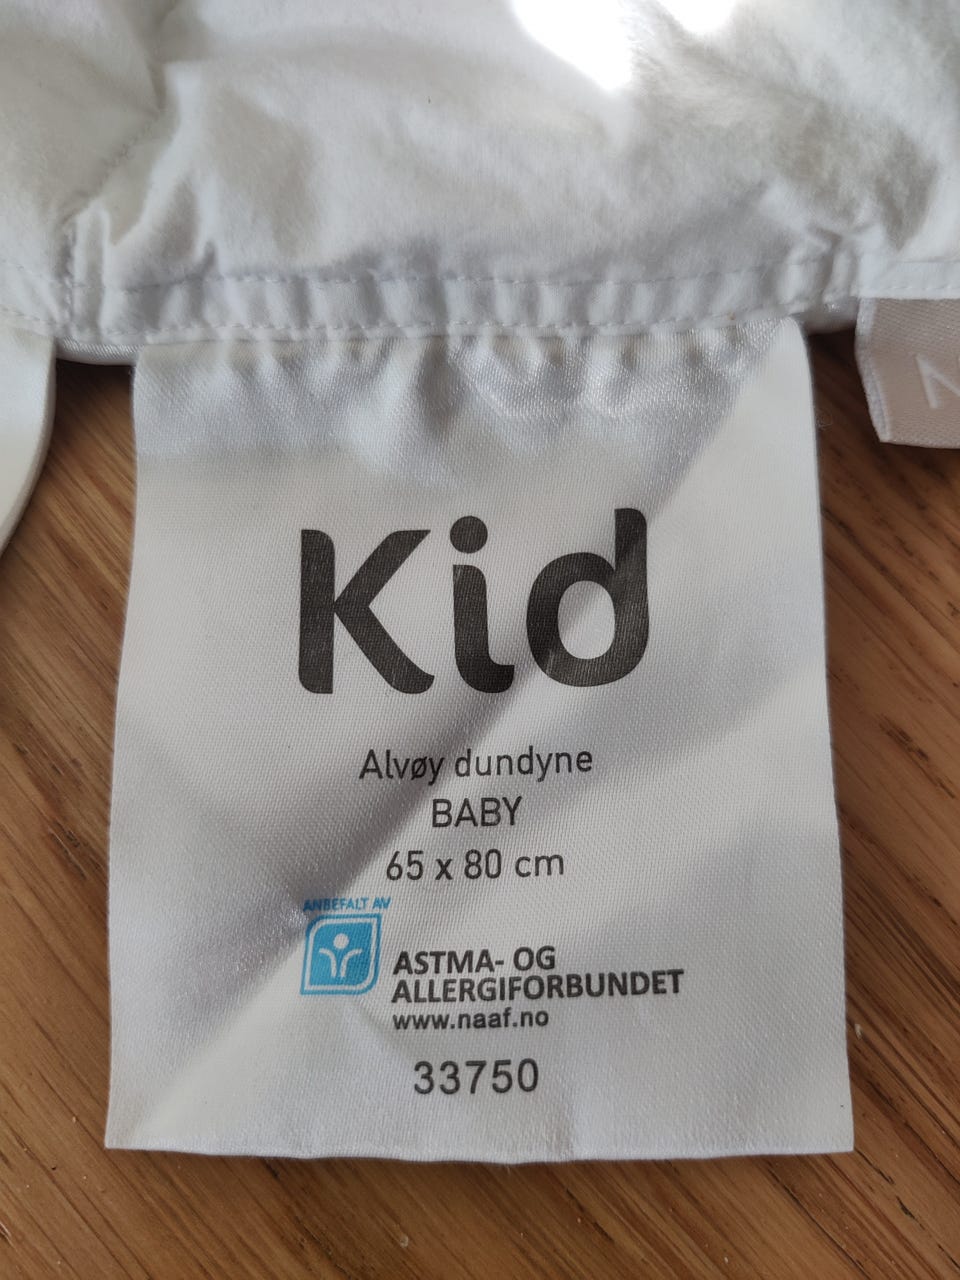 Kid
Alvøy dundyne
BABY
65 x 80 cm
ANBEFALT AV
ASTMA- OG
ALLERGIFORBUNDET
www.naaf.no
33750
N